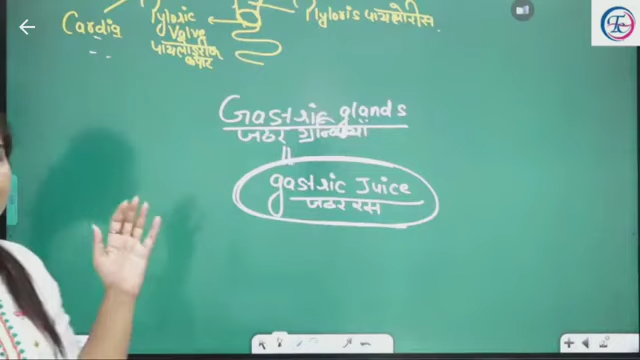 Cardia
Pyloric
Valve
पायलोरिक
कपाट
Pyloris पायलोरीस
Gastric glands
जठर ग्रन्थियां
gastric Juice
जठर रस